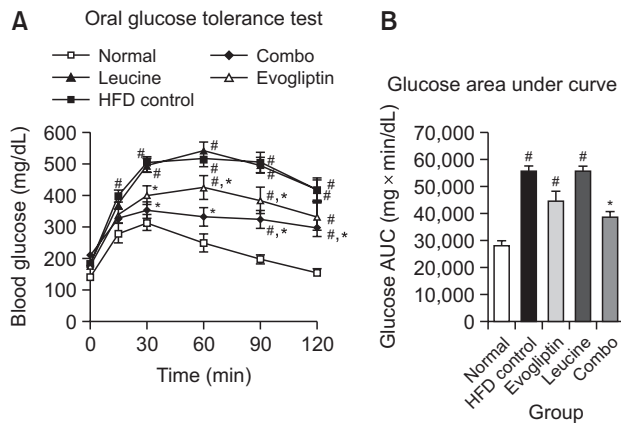 A
Oral glucose tolerance test
Normal
Combo
Leucine
Evogliptin
HFD control
Blood glucose (mg/dL)
600
500
400
300
200
100
0
#
#
#
#
#
#
#
*
#,*
#,*
#
#
#
*
*
#,*
#,*
0
30
60
90
120
Time (min)
B
Glucose area under curve
Glucose AUC (mg × min/dL)
70,000
60,000
50,000
40,000
30,000
20,000
10,000
0
#
#
#
*
Normal
HFD control
Evogliptin
Leucine
Combo
Group